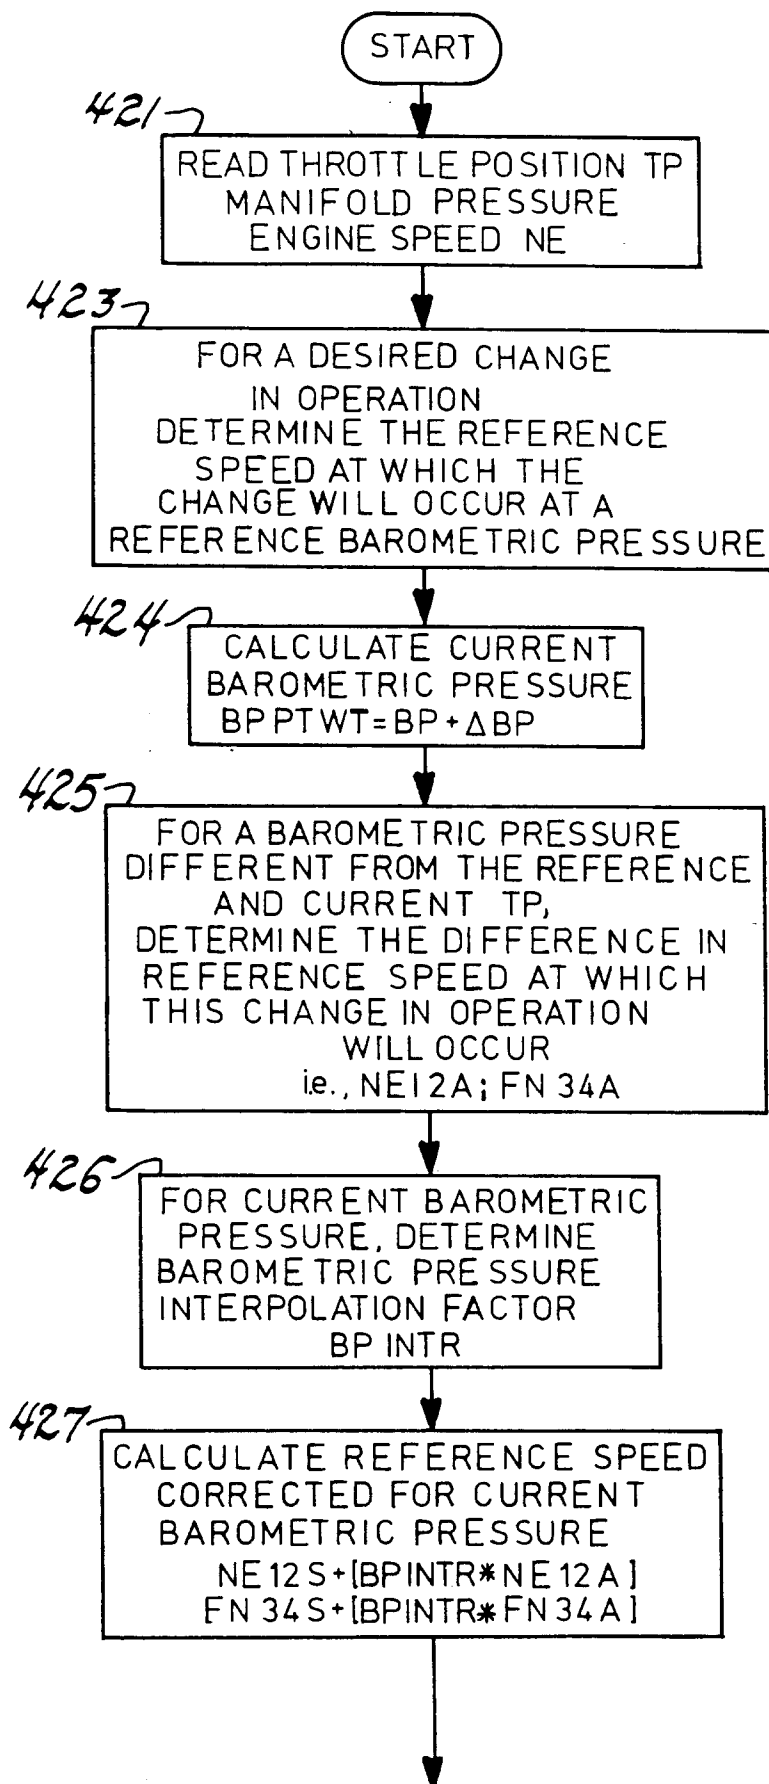 START
421
READ THROTTLE POSITION TP
MANIFOLD PRESSURE
ENGINE SPEED NE
423
FOR A DESIRED CHANGE
IN OPERATION
DETERMINE THE REFERENCE
SPEED AT WHICH THE
CHANGE WILL OCCUR AT A
REFERENCE BAROMETRIC PRESSURE
424
CALCULATE CURRENT
BAROMETRIC PRESSURE
BPPTWT=BP+ΔBP
425
FOR A BAROMETRIC PRESSURE
DIFFERENT FROM THE REFERENCE
AND CURRENT TP,
DETERMINE THE DIFFERENCE IN
REFERENCE SPEED AT WHICH
THIS CHANGE IN OPERATION
WILL OCCUR
i.e., NE12A; FN34A
426
FOR CURRENT BAROMETRIC
PRESSURE, DETERMINE
BAROMETRIC PRESSURE
INTERPOLATION FACTOR
BPINTR
427
CALCULATE REFERENCE SPEED
CORRECTED FOR CURRENT
BAROMETRIC PRESSURE
NE12S+[BPINTR*NE12A]
FN34S+[BPINTR*FN34A]